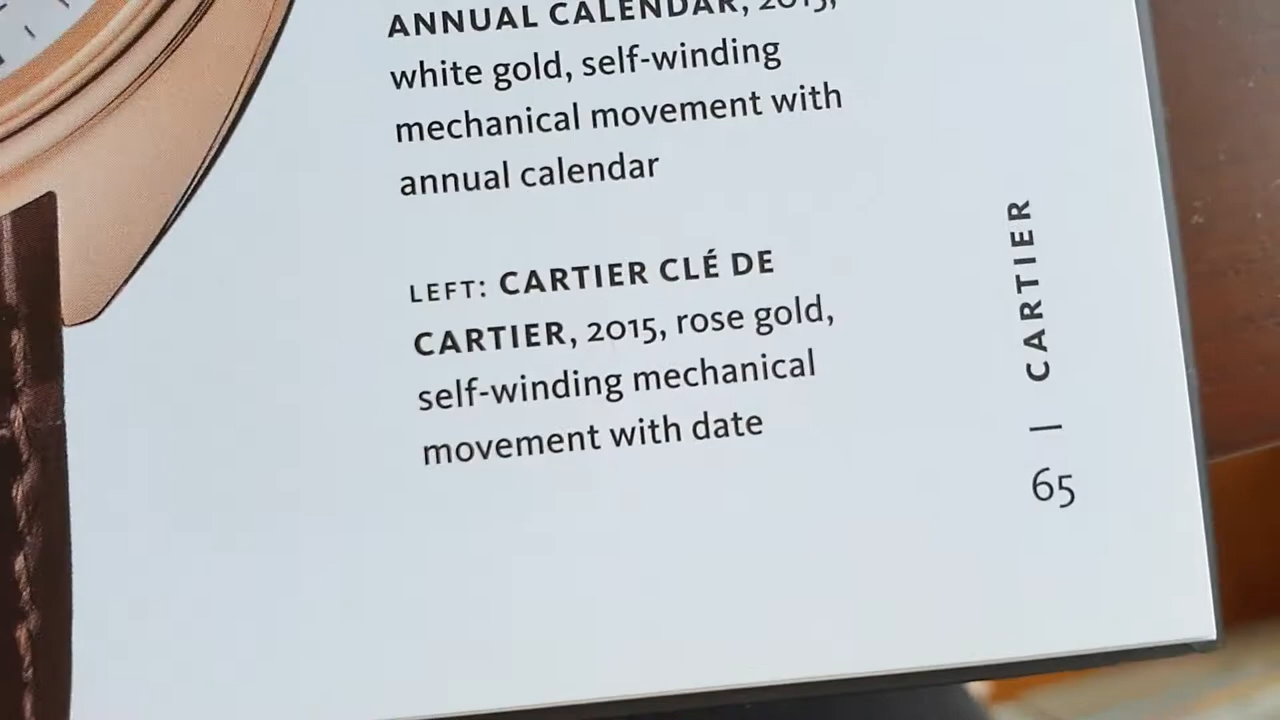 ANNUAL CALENDAR, 2015,
white gold, self-winding
mechanical movement with
annual calendar
LEFT: CARTIER CLÉ DE
CARTIER, 2015, rose gold,
self-winding mechanical
movement with date
CARTIER
65